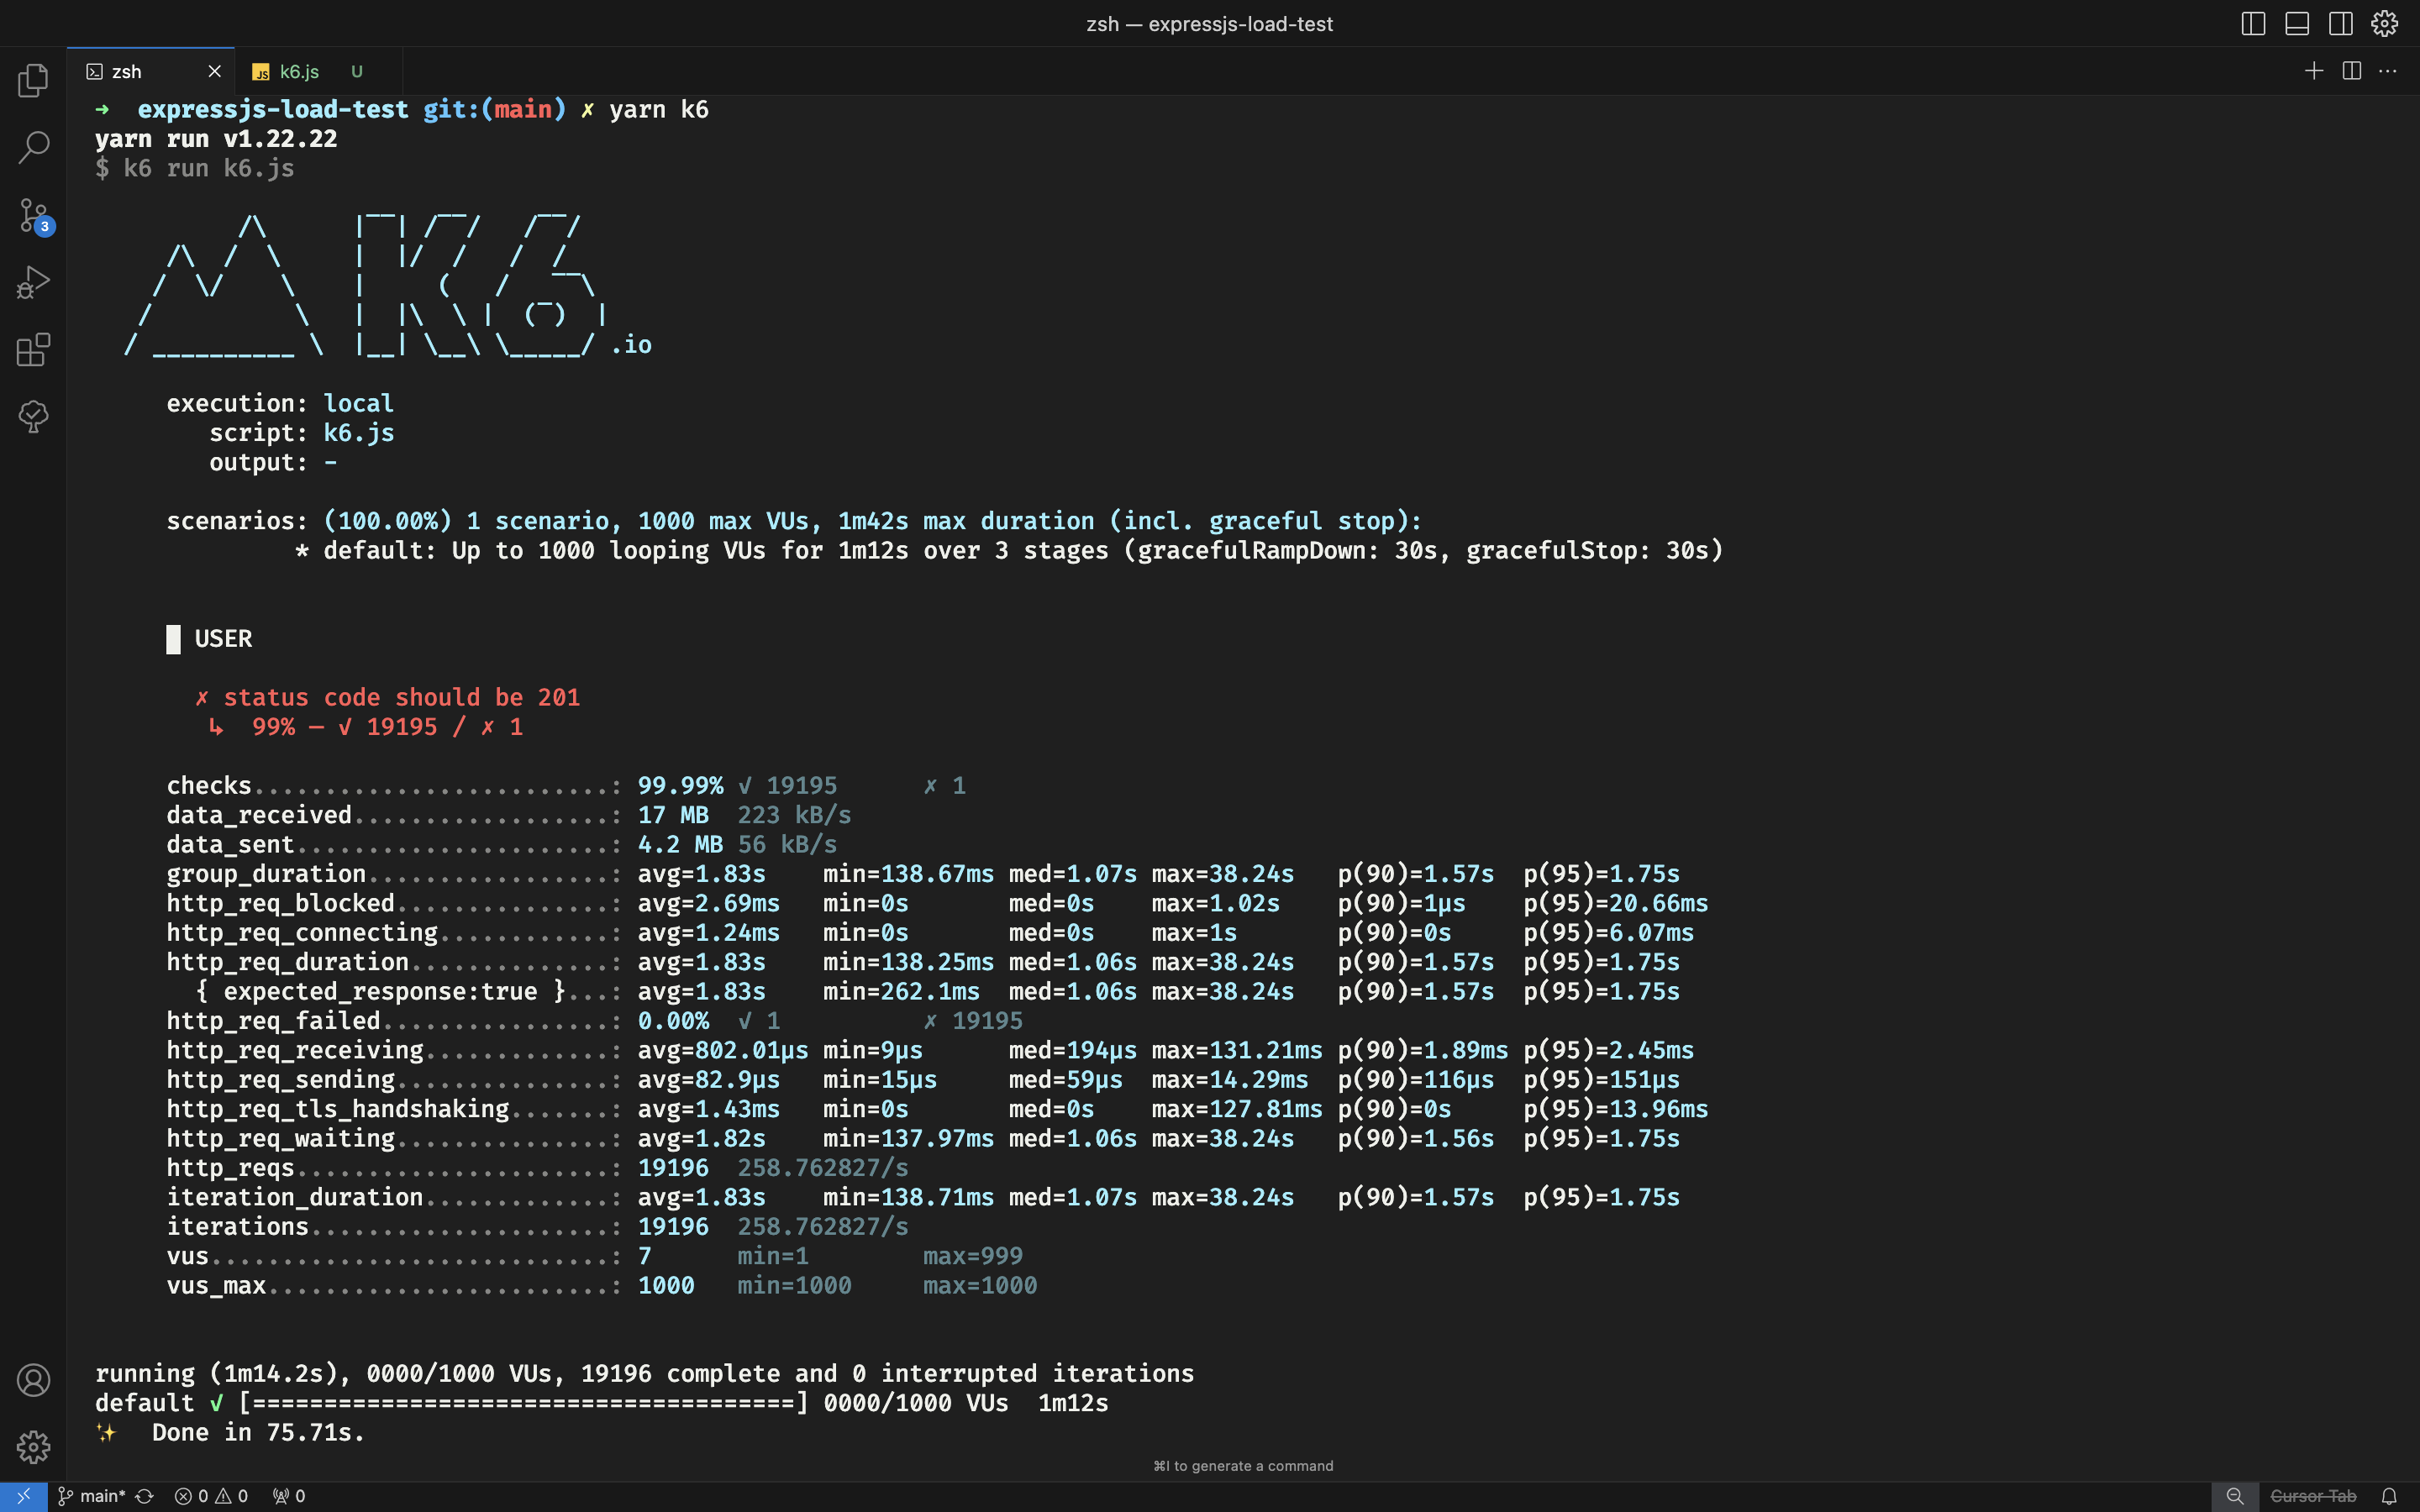 zsh — expressjs-load-test
zsh
JS k6.js U
➜ expressjs-load-test git:(main) ✗ yarn k6
yarn run v1.22.22
$ k6 run k6.js
.io
execution: local
script: k6.js
output: -
scenarios: (100.00%) 1 scenario, 1000 max VUs, 1m42s max duration (incl. graceful stop):
* default: Up to 1000 looping VUs for 1m12s over 3 stages (gracefulRampDown: 30s, gracefulStop: 30s)
█ USER
✗ status code should be 201
↳ 99% — ✓ 19195 / ✗ 1
checks.........................: 99.99% ✓ 19195 ✗ 1
data_received..................: 17 MB 223 kB/s
data_sent......................: 4.2 MB 56 kB/s
group_duration.................: avg=1.83s min=138.67ms med=1.07s max=38.24s p(90)=1.57s p(95)=1.75s
http_req_blocked...............: avg=2.69ms min=0s med=0s max=1.02s p(90)=1µs p(95)=20.66ms
http_req_connecting............: avg=1.24ms min=0s med=0s max=1s p(90)=0s p(95)=6.07ms
http_req_duration..............: avg=1.83s min=138.25ms med=1.06s max=38.24s p(90)=1.57s p(95)=1.75s
{ expected_response:true }...: avg=1.83s min=262.1ms med=1.06s max=38.24s p(90)=1.57s p(95)=1.75s
http_req_failed................: 0.00% ✓ 1 ✗ 19195
http_req_receiving.............: avg=802.01µs min=9µs med=194µs max=131.21ms p(90)=1.89ms p(95)=2.45ms
http_req_sending...............: avg=82.9µs min=15µs med=59µs max=14.29ms p(90)=116µs p(95)=151µs
http_req_tls_handshaking.......: avg=1.43ms min=0s med=0s max=127.81ms p(90)=0s p(95)=13.96ms
http_req_waiting...............: avg=1.82s min=137.97ms med=1.06s max=38.24s p(90)=1.56s p(95)=1.75s
http_reqs......................: 19196 258.762827/s
iteration_duration.............: avg=1.83s min=138.71ms med=1.07s max=38.24s p(90)=1.57s p(95)=1.75s
iterations.....................: 19196 258.762827/s
vus............................: 7 min=1 max=999
vus_max........................: 1000 min=1000 max=1000
running (1m14.2s), 0000/1000 VUs, 19196 complete and 0 interrupted iterations
default ✓ [======================================] 0000/1000 VUs 1m12s
✨ Done in 75.71s.
⌘I to generate a command
3
main* 0 0 0 Cursor Tab